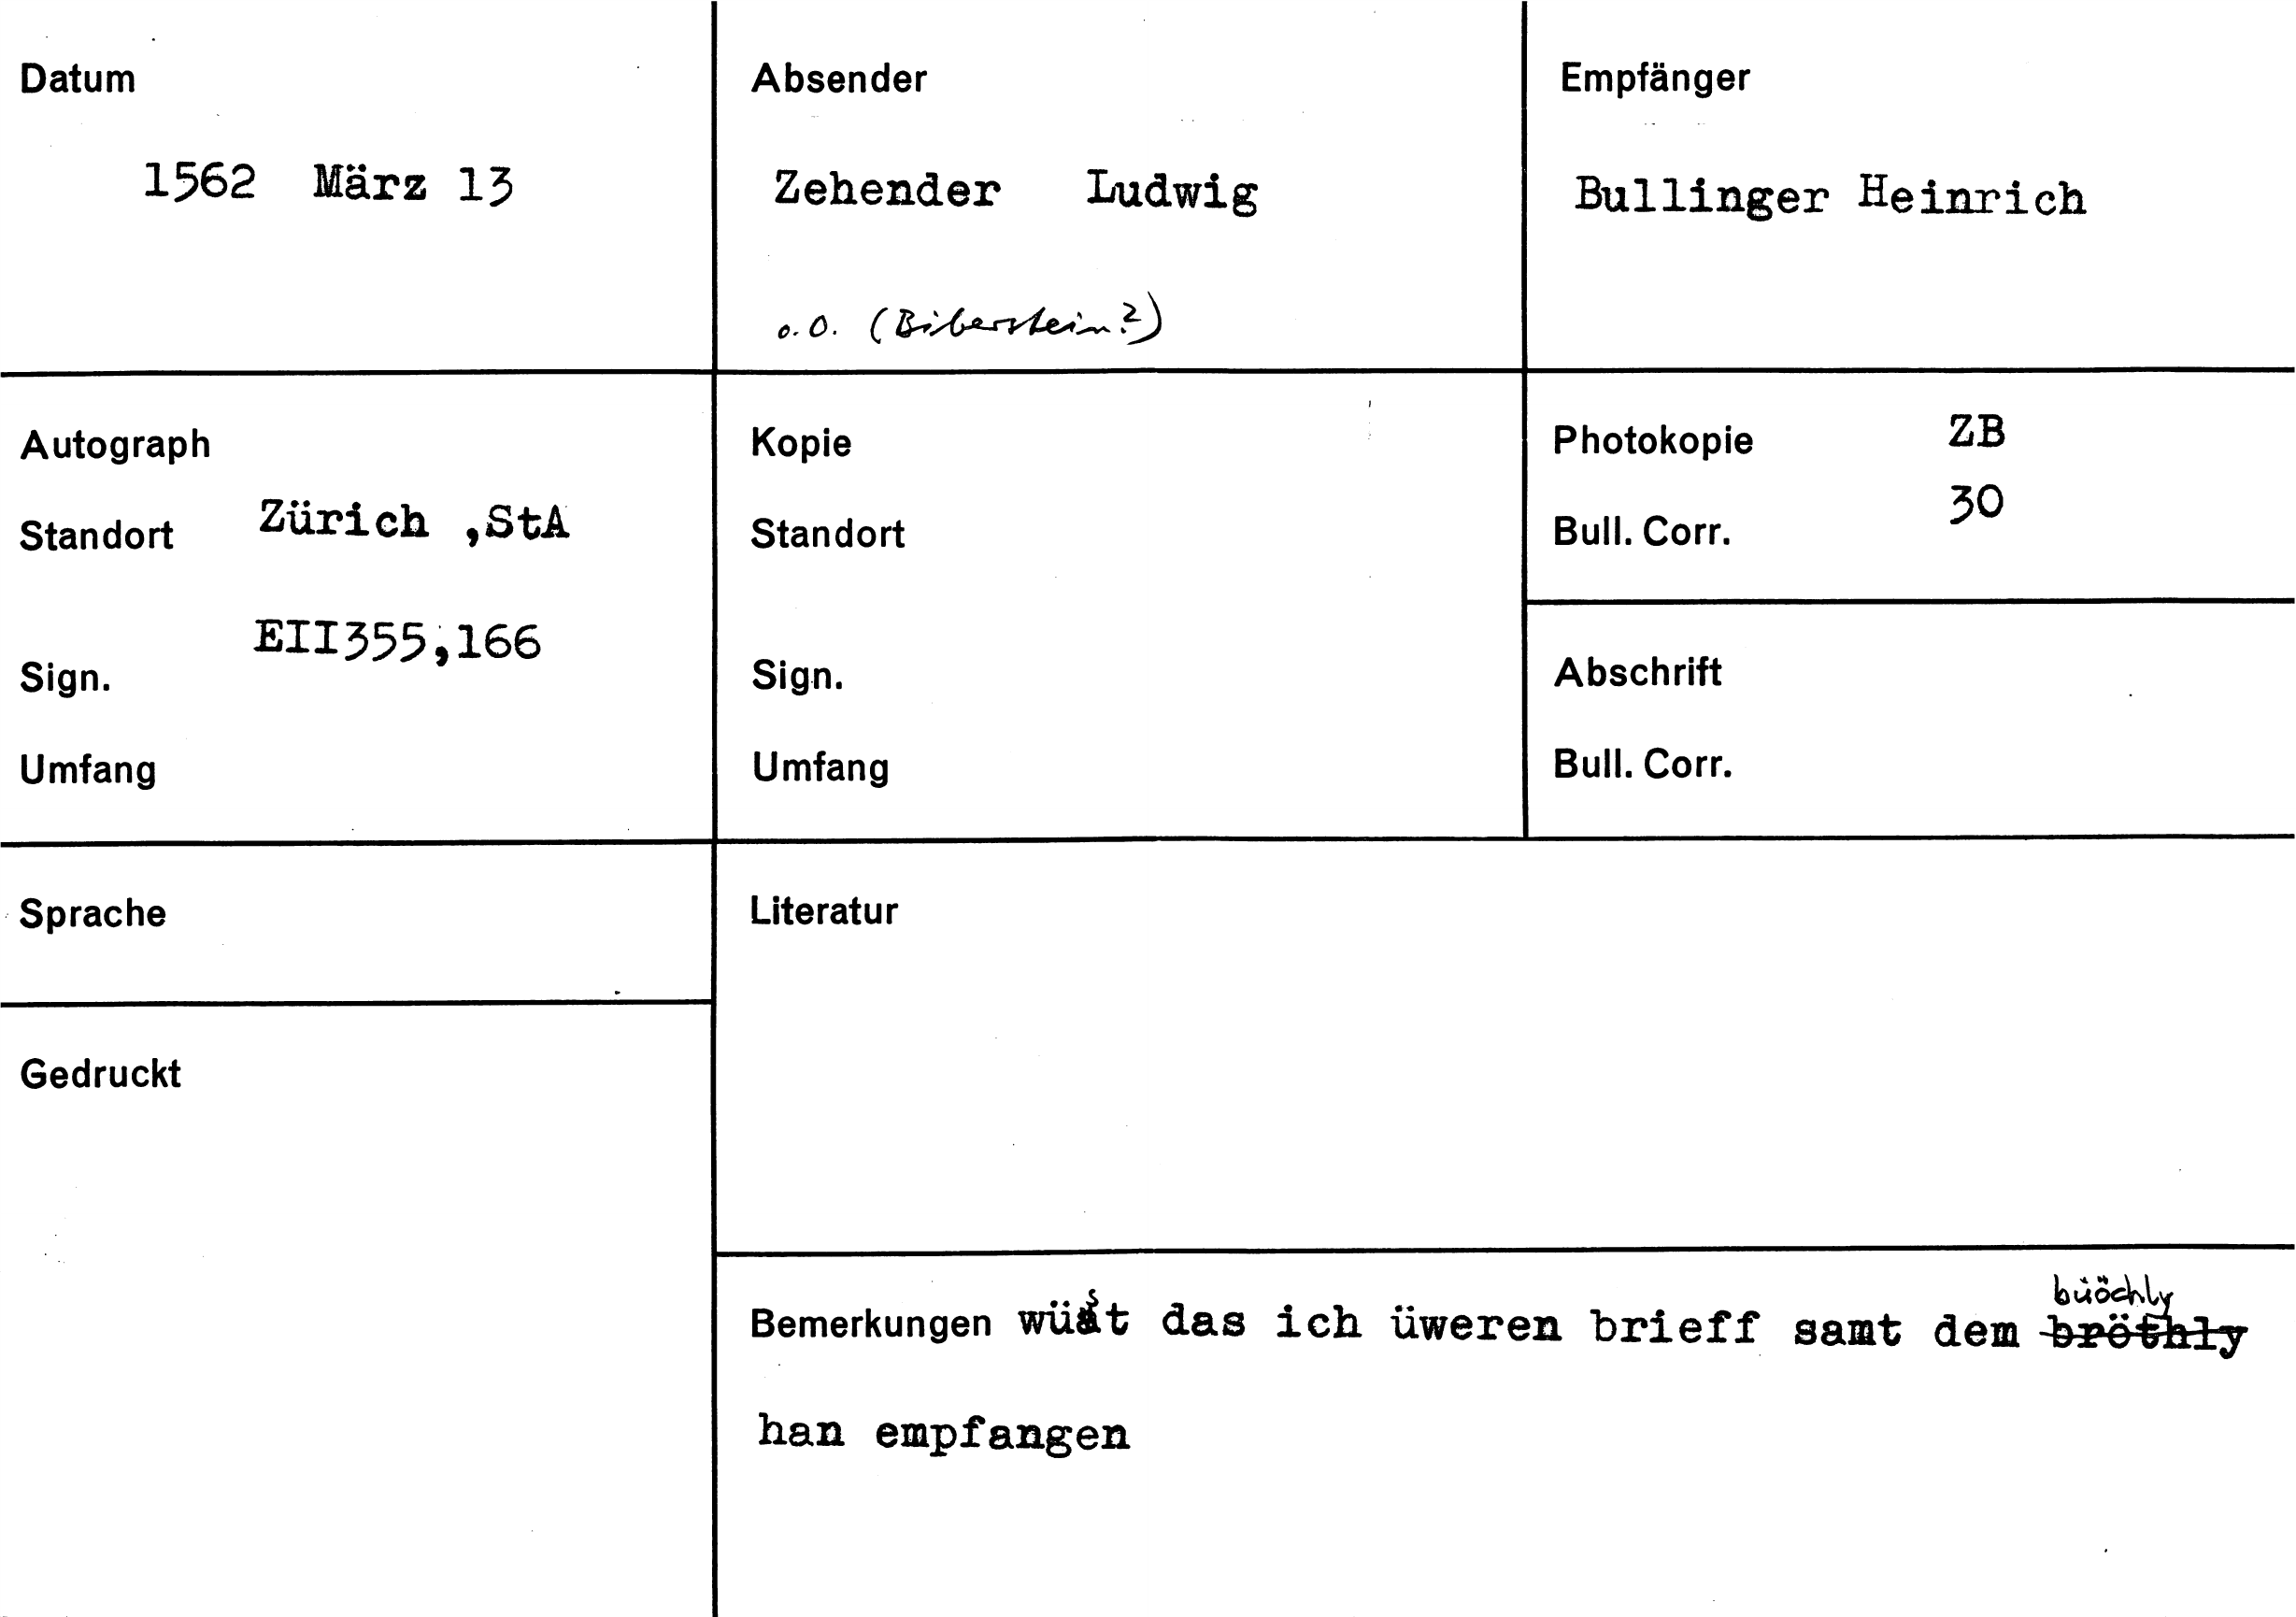 Datum
1562 März 13
Absender
Zehender Ludwig
o.O. (Biberstein?)
Empfänger
Bullinger Heinrich
Autograph
Standort Zürich ,StA
Sign. EII355,166
Umfang
Kopie
Standort
Sign.
Umfang
Photokopie ZB
Bull. Corr. 30
Abschrift
Bull. Corr.
Sprache
Gedruckt
Literatur
büöchly
Bemerkungen wüst das ich üweren brieff samt dem bröthly
han empfangen